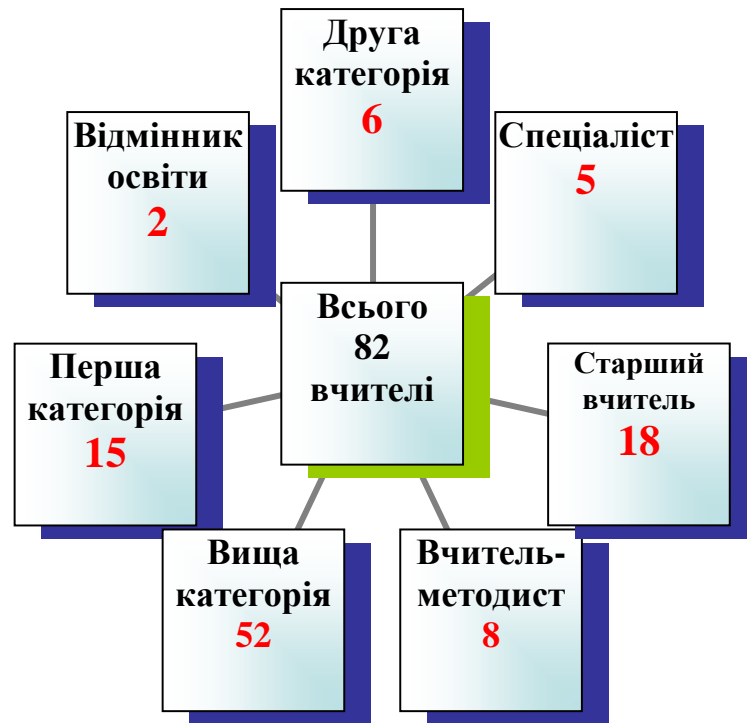 Друга
категорія
6
Відмінник
освіти
2
Спеціаліст
5
Всього
82
вчителі
Перша
категорія
15
Старший
вчитель
18
Вища
категорія
52
Вчитель-
методист
8